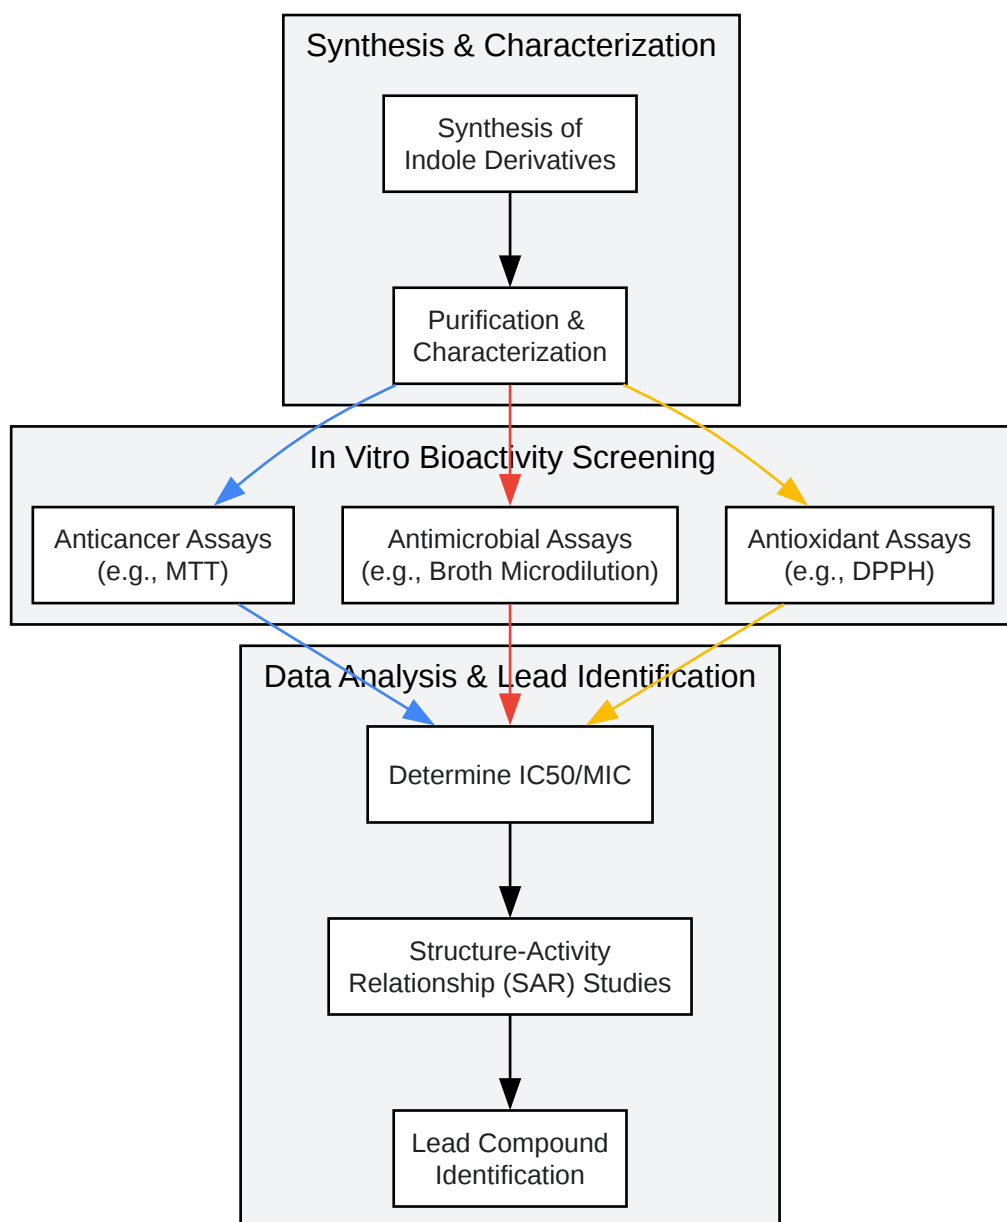 Synthesis & Characterization
Synthesis of
Indole Derivatives
Purification &
Characterization
In Vitro Bioactivity Screening
Anticancer Assays
(e.g., MTT)
Antimicrobial Assays
(e.g., Broth Microdilution)
Antioxidant Assays
(e.g., DPPH)
Data Analysis & Lead Identification
Determine IC50/MIC
Structure-Activity
Relationship (SAR) Studies
Lead Compound
Identification